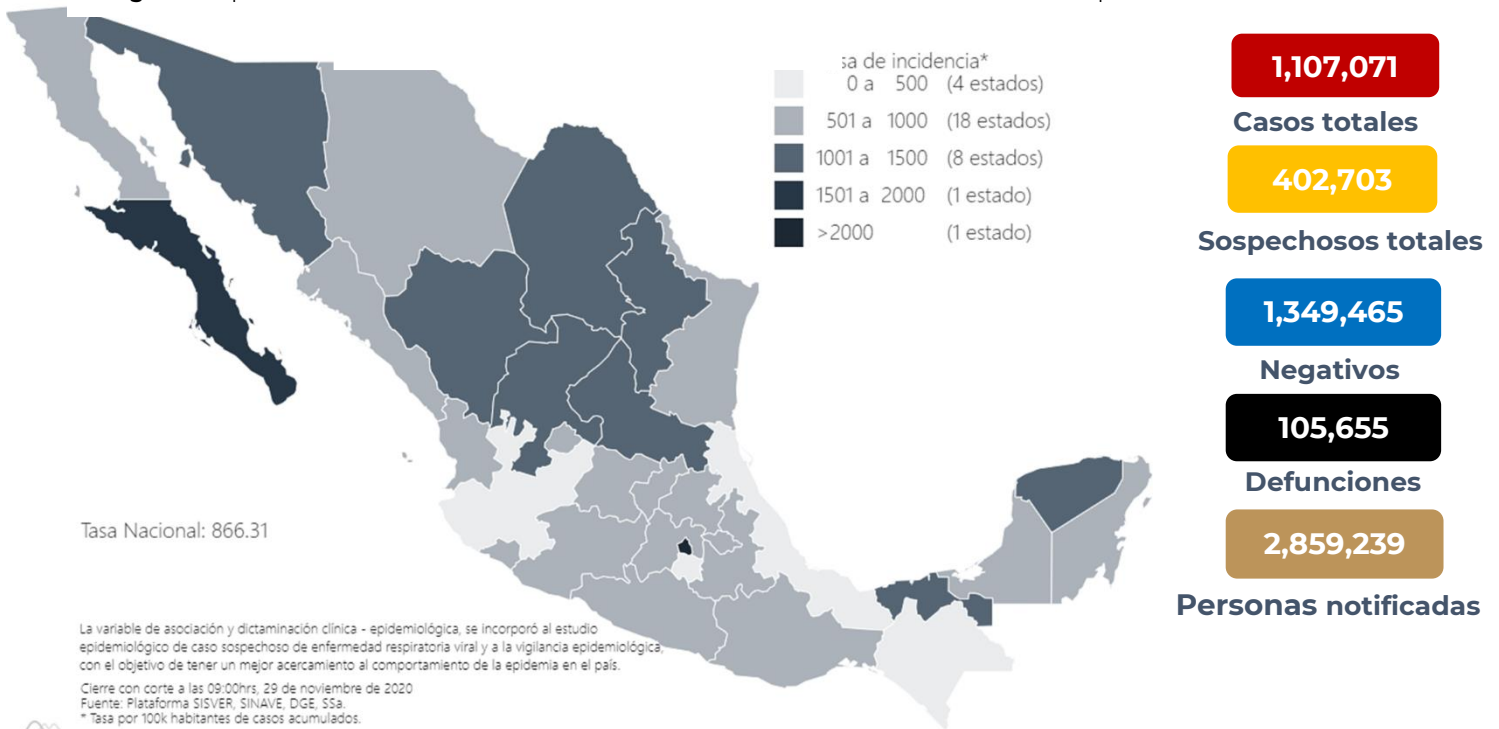 sa de incidencia*
0 a 500 (4 estados)
501 a 1000 (18 estados)
1001 a 1500 (8 estados)
1501 a 2000 (1 estado)
>2000 (1 estado)
1,107,071
Casos totales
402,703
Sospechosos totales
1,349,465
Negativos
105,655
Defunciones
2,859,239
Personas notificadas
Tasa Nacional: 866.31
La variable de asociación y dictaminación clínica - epidemiológica, se incorporó al estudio
epidemiológico de caso sospechoso de enfermedad respiratoria viral y a la vigilancia epidemiológica,
con el objetivo de tener un mejor acercamiento al comportamiento de la epidemia en el país.
Cierre con corte a las 09:00hrs, 29 de noviembre de 2020
Fuente: Plataforma SISVER, SINAVE, DGE, SSa.
* Tasa por 100k habitantes de casos acumulados.